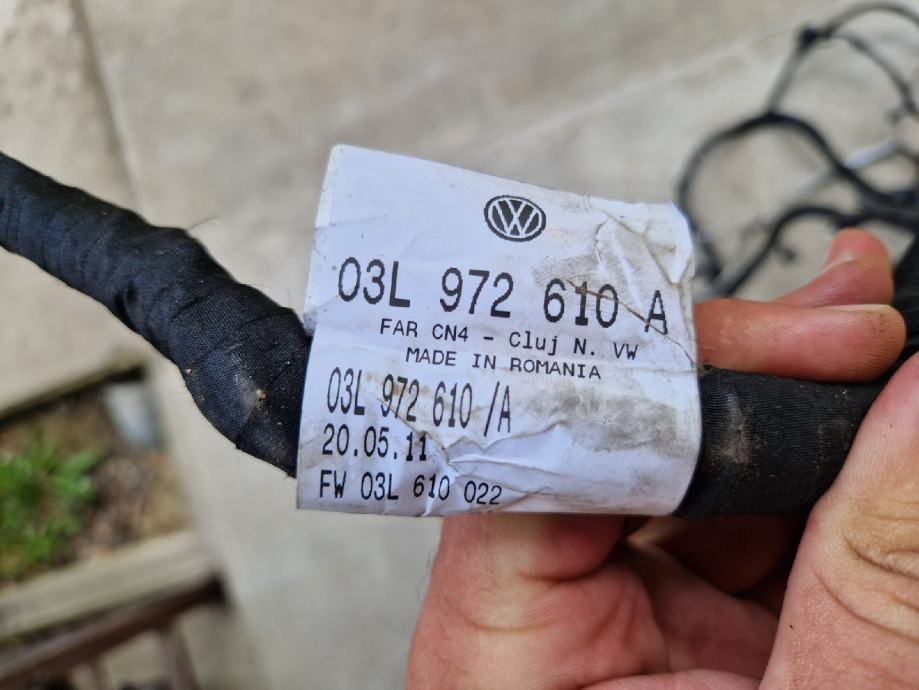 VW
03L 972 610 A
FAR CN4 - Cluj N. VW
MADE IN ROMANIA
03L 972 610 /A
20.05.11
FW 03L 610 022